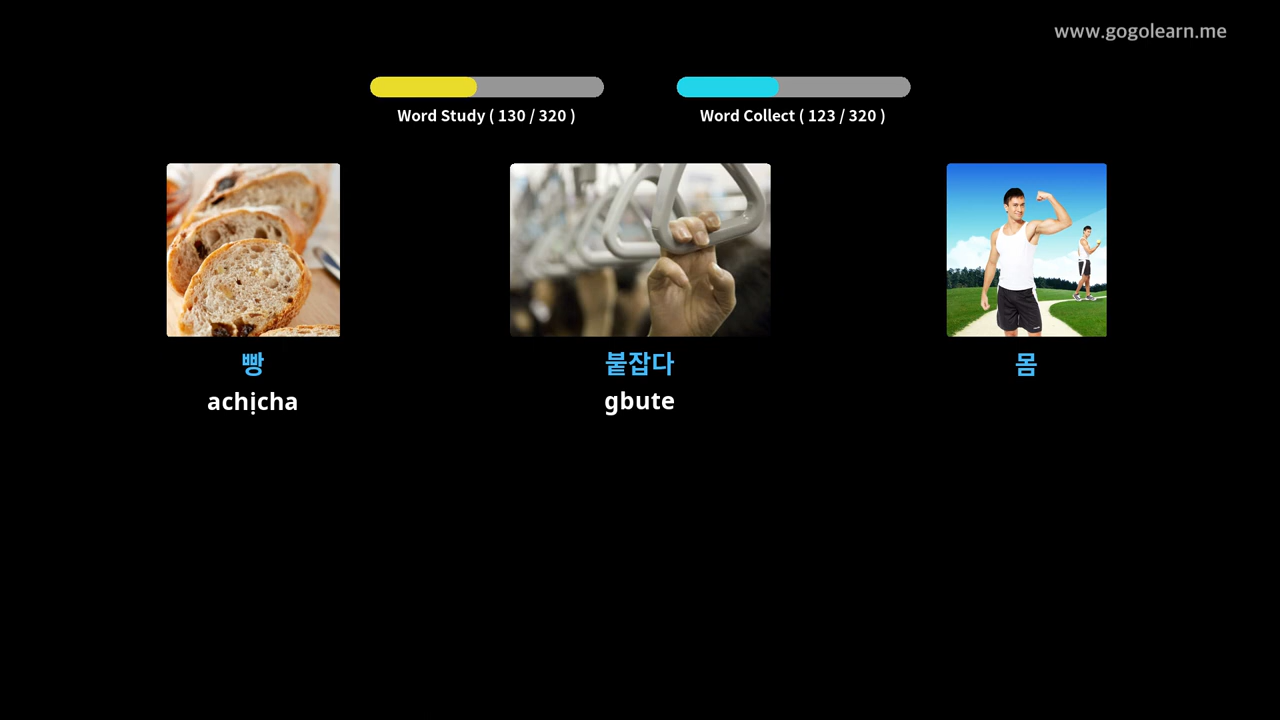 www.gogolearn.me
Word Study ( 130 / 320 )
Word Collect ( 123 / 320 )
빵
achịcha
붙잡다
gbute
몸